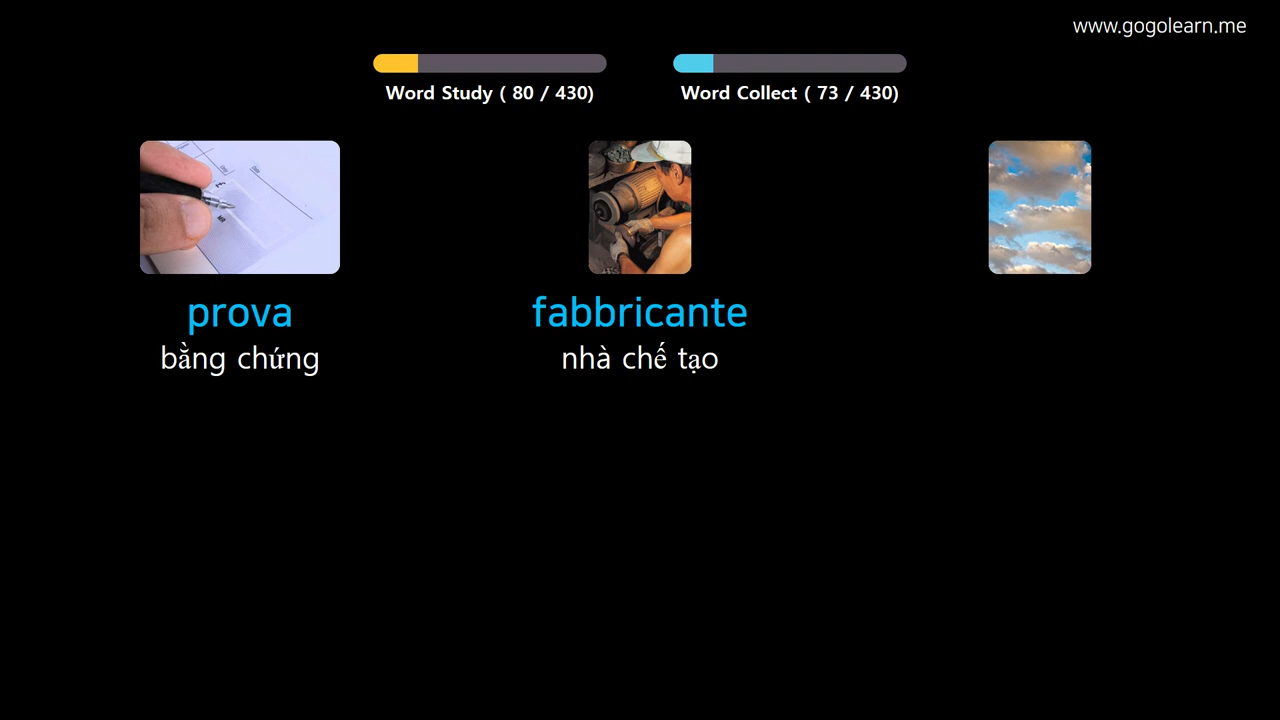 www.gogolearn.me
Word Study ( 80 / 430)
Word Collect ( 73 / 430)
prova
fabbricante
bằng chứng
nhà chế tạo